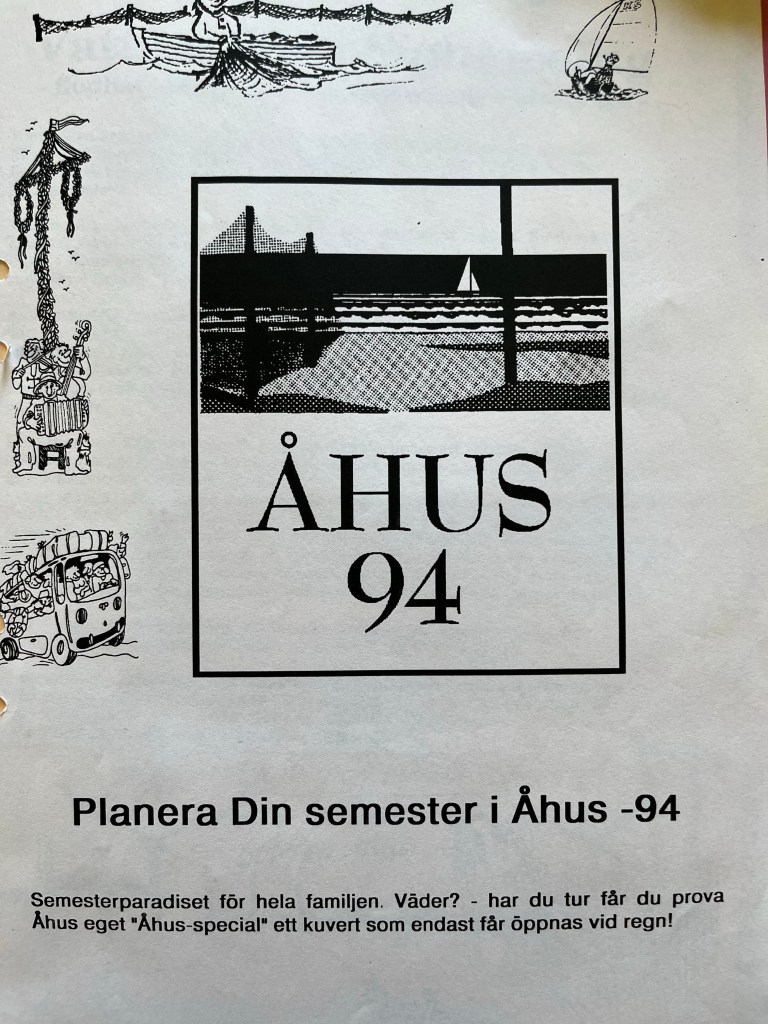 ÅHUS
94
Planera Din semester i Åhus -94
Semesterparadiset för hela familjen. Väder? - har du tur får du prova
Åhus eget "Åhus-special" ett kuvert som endast får öppnas vid regn!